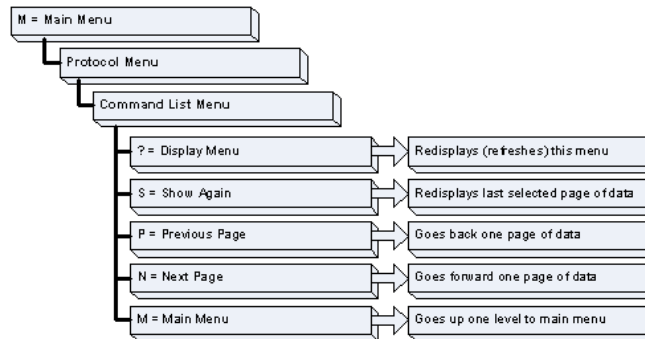 M = Main Menu
Protocol Menu
Command List Menu
? = Display Menu
Redisplays (refreshes) this menu
S = Show Again
Redisplays last selected page of data
P = Previous Page
Goes back one page of data
N = Next Page
Goes forward one page of data
M = Main Menu
Goes up one level to main menu